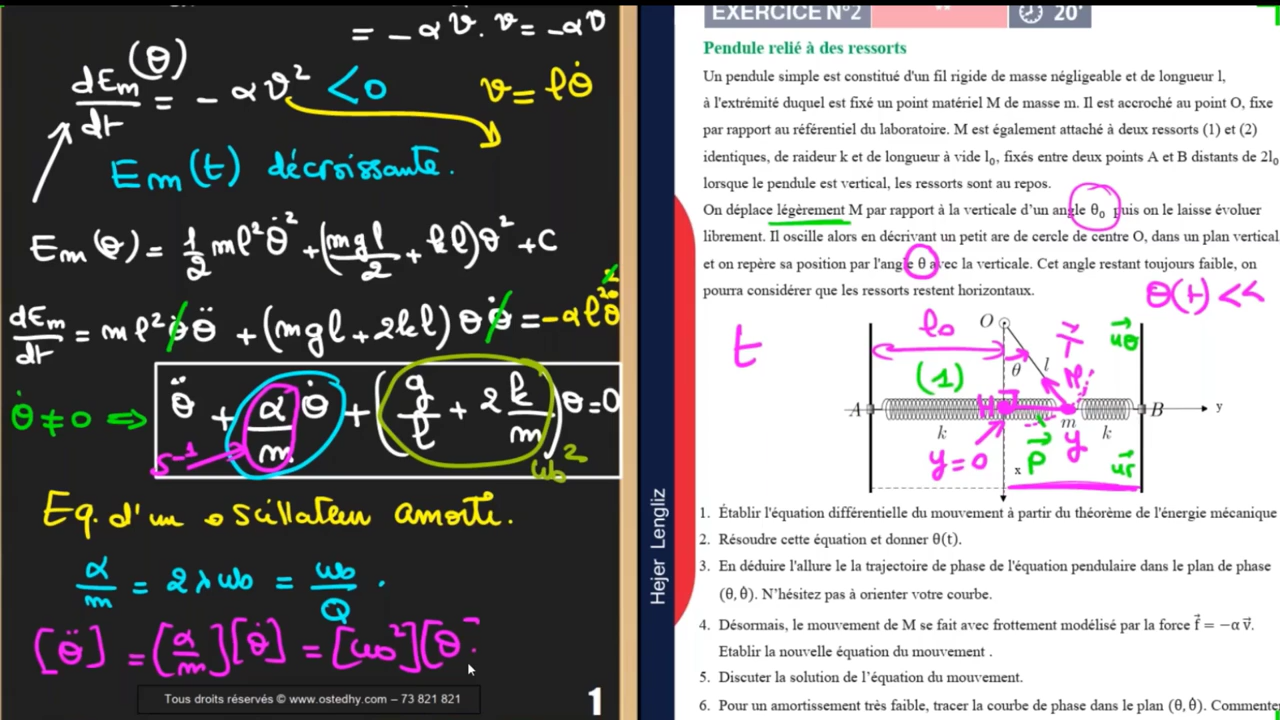 = - α v . v = - α v
dEm (θ) / dt = - α v² < 0
v = l θ̇
Em (t) décroissante.
Em (θ) = 1/2 m l² θ̇² + (mgl/2 + kl) θ² + C
dEm/dt = m l² θ̇ θ̈ + (mgl + 2kl) θ θ̇ = - α l² θ̇²
θ̇ ≠ 0 ⇒ θ̈ + α/m θ̇ + (g/l + 2 k/m) θ = 0
s⁻¹
ω₀²
Eq. d'un oscillateur amorti.
α/m = 2 λ ω₀ = ω₀/Q .
[θ̈] = [α/m][θ̇] = [ω₀²][θ
Tous droits réservés © www.ostedhy.com – 73 821 821
1
Hejer Lengliz
EXERCICE N°2
20'
Pendule relié à des ressorts
Un pendule simple est constitué d'un fil rigide de masse négligeable et de longueur l,
à l'extrémité duquel est fixé un point matériel M de masse m. Il est accroché au point O, fixe
par rapport au référentiel du laboratoire. M est également attaché à deux ressorts (1) et (2)
identiques, de raideur k et de longueur à vide l₀, fixés entre deux points A et B distants de 2l₀
lorsque le pendule est vertical, les ressorts sont au repos.
On déplace légèrement M par rapport à la verticale d'un angle θ₀ puis on le laisse évoluer
librement. Il oscille alors en décrivant un petit are de cercle de centre O, dans un plan vertical
et on repère sa position par l'angle θ avec la verticale. Cet angle restant toujours faible, on
pourra considérer que les ressorts restent horizontaux.
θ(t) <<
t
l₀
O
T
uθ
(1)
θ
l
M
A
H
B
y
k
m
k
y = 0
x
P
y
ur
1. Établir l'équation différentielle du mouvement à partir du théorème de l'énergie mécanique
2. Résoudre cette équation et donner θ(t).
3. En déduire l'allure le la trajectoire de phase de l'équation pendulaire dans le plan de phase
(θ, θ̇). N'hésitez pas à orienter votre courbe.
4. Désormais, le mouvement de M se fait avec frottement modélisé par la force f⃗ = −α v⃗.
Etablir la nouvelle équation du mouvement .
5. Discuter la solution de l'équation du mouvement.
6. Pour un amortissement très faible, tracer la courbe de phase dans le plan (θ, θ̇). Commente